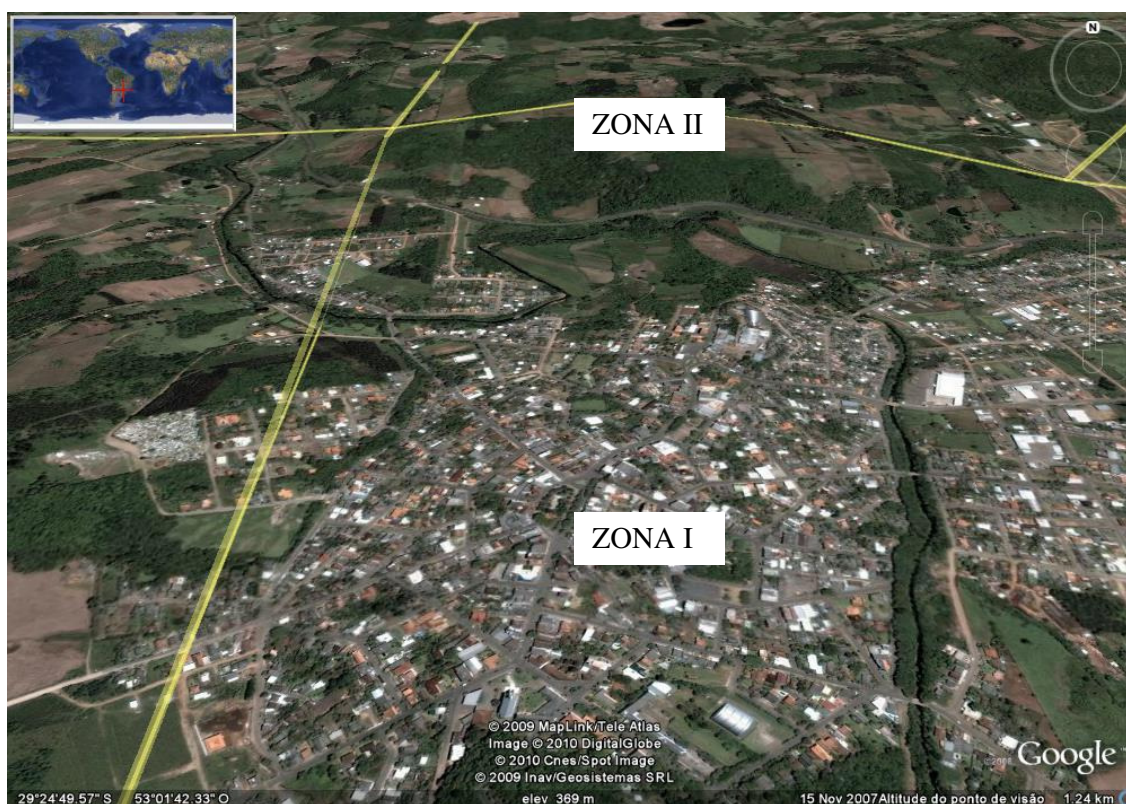 N
ZONA II
ZONA I
© 2009 MapLink/Tele Atlas
Image © 2010 DigitalGlobe
© 2010 Cnes/Spot Image
© 2009 Inav/Geosistemas SRL
Google
29°24'49.57" S 53°01'42.33" O elev 369 m 15 Nov 2007 Altitude do ponto de visão 1.24 km